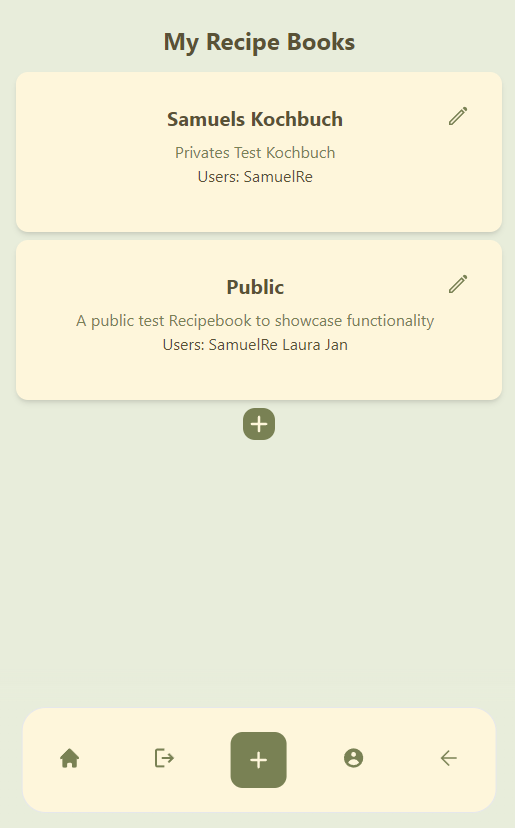 My Recipe Books
Samuels Kochbuch
Privates Test Kochbuch
Users: SamuelRe
Public
A public test Recipebook to showcase functionality
Users: SamuelRe Laura Jan